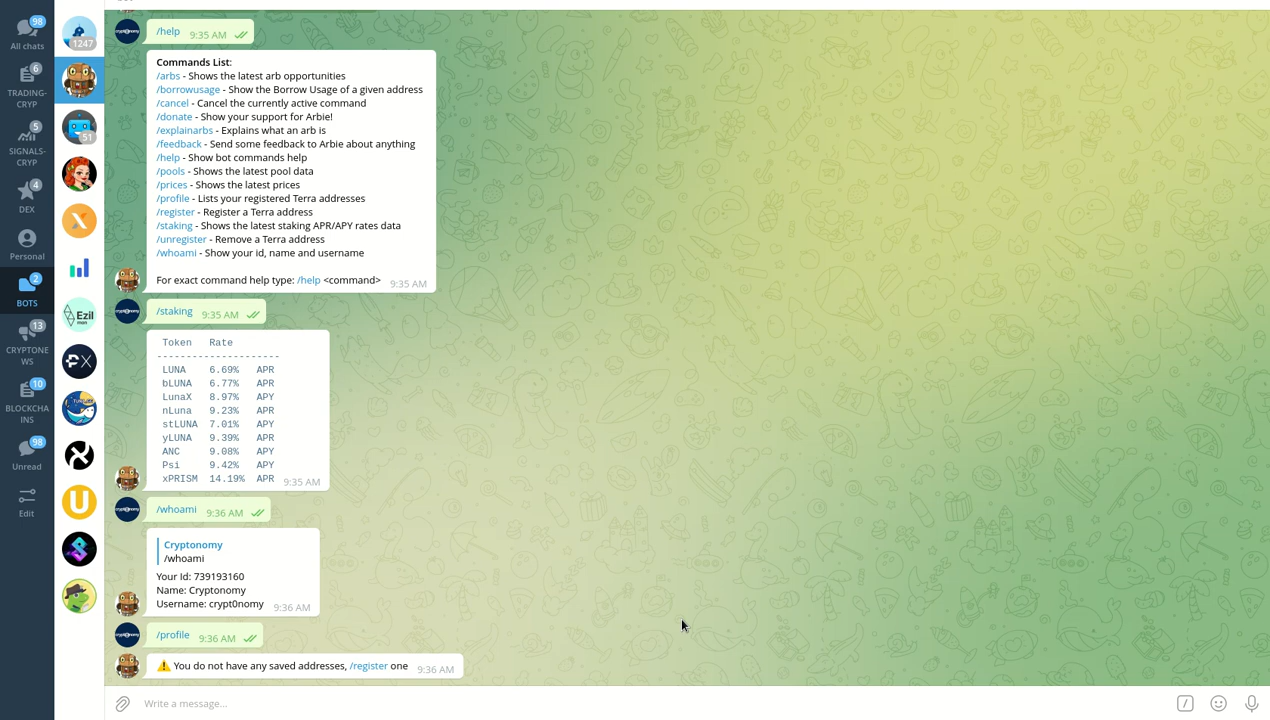 98
All chats
6
TRADING-
CRYP
5
SIGNALS-
CRYP
4
DEX
Personal
2
BOTS
13
CRYPTONE
WS
10
BLOCKCHA
INS
98
Unread
Edit
1247
51
Ezil
/help 9:35 AM
Commands List:
/arbs - Shows the latest arb opportunities
/borrowusage - Show the Borrow Usage of a given address
/cancel - Cancel the currently active command
/donate - Show your support for Arbie!
/explainarbs - Explains what an arb is
/feedback - Send some feedback to Arbie about anything
/help - Show bot commands help
/pools - Shows the latest pool data
/prices - Shows the latest prices
/profile - Lists your registered Terra addresses
/register - Register a Terra address
/staking - Shows the latest staking APR/APY rates data
/unregister - Remove a Terra address
/whoami - Show your id, name and username
For exact command help type: /help <command> 9:35 AM
/staking 9:35 AM
Token Rate
---------------------
LUNA 6.69% APR
bLUNA 6.77% APR
LunaX 8.97% APY
nLuna 9.23% APR
stLUNA 7.01% APY
yLUNA 9.39% APR
ANC 9.08% APY
Psi 9.42% APY
xPRISM 14.19% APR 9:35 AM
/whoami 9:36 AM
Cryptonomy
/whoami
Your Id: 739193160
Name: Cryptonomy
Username: crypt0nomy 9:36 AM
/profile 9:36 AM
You do not have any saved addresses, /register one 9:36 AM
Write a message...